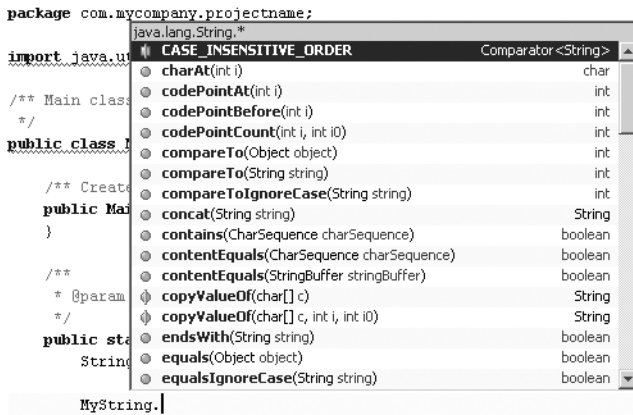 package com.mycompany.projectname;
java.lang.String.*
import java.ut
CASE_INSENSITIVE_ORDER Comparator<String>
charAt(int i) char
/** Main class
codePointAt(int i) int
codePointBefore(int i) int
*/
codePointCount(int i, int i0) int
public class M
compareTo(Object object) int
compareTo(String string) int
/** Create
compareToIgnoreCase(String string) int
public Mai
concat(String string) String
}
contains(CharSequence charSequence) boolean
contentEquals(CharSequence charSequence) boolean
/**
contentEquals(StringBuffer stringBuffer) boolean
* @param
copyValueOf(char[] c) String
*/
copyValueOf(char[] c, int i, int i0) String
public sta
endsWith(String string) boolean
String
equals(Object object) boolean
equalsIgnoreCase(String string) boolean
MyString.